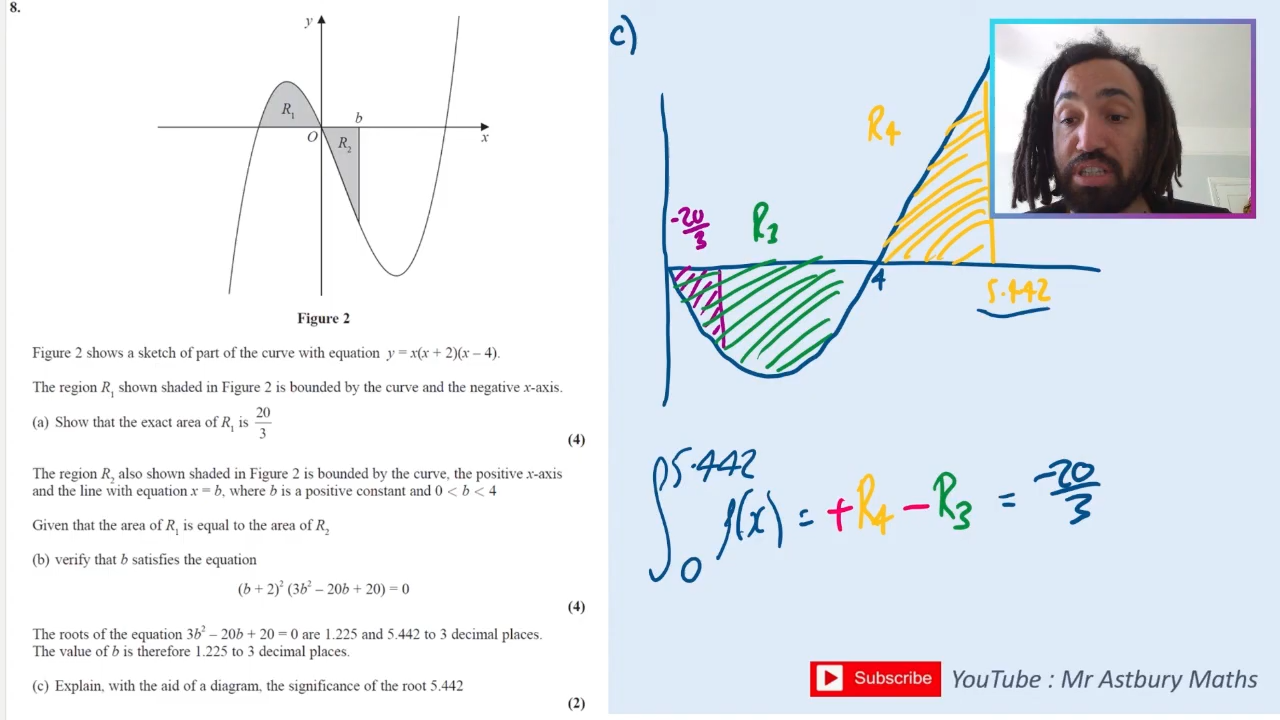 8.
y
R1
b
O
R2
x
Figure 2
Figure 2 shows a sketch of part of the curve with equation y = x(x + 2)(x – 4).
The region R1 shown shaded in Figure 2 is bounded by the curve and the negative x-axis.
(a) Show that the exact area of R1 is 20/3
(4)
The region R2 also shown shaded in Figure 2 is bounded by the curve, the positive x-axis
and the line with equation x = b, where b is a positive constant and 0 < b < 4
Given that the area of R1 is equal to the area of R2
(b) verify that b satisfies the equation
(b + 2)² (3b² – 20b + 20) = 0
(4)
The roots of the equation 3b² – 20b + 20 = 0 are 1.225 and 5.442 to 3 decimal places.
The value of b is therefore 1.225 to 3 decimal places.
(c) Explain, with the aid of a diagram, the significance of the root 5.442
(2)
c)
R4
-20/3
R3
4
5.442
∫0^5.442 f(x) = +R4 – R3 = -20/3
Subscribe
YouTube : Mr Astbury Maths